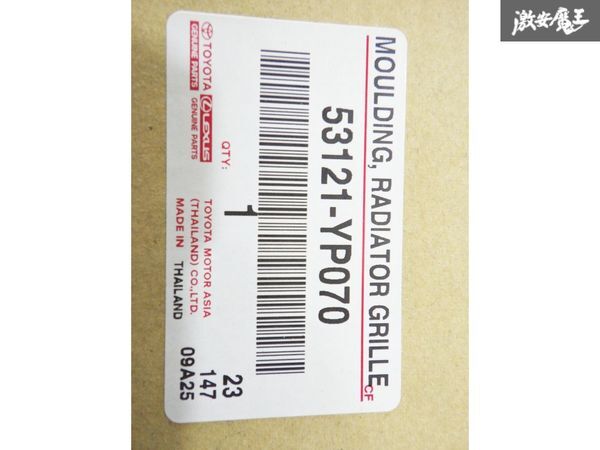 激安魔王
MOULDING, RADIATOR GRILLE
CF
53121-YP070
TOYOTA
GENUINE PARTS
LEXUS
GENUINE PARTS
QTY:
1
TOYOTA MOTOR ASIA
(THAILAND) CO.,LTD.
MADE IN THAILAND
23
147
09A25